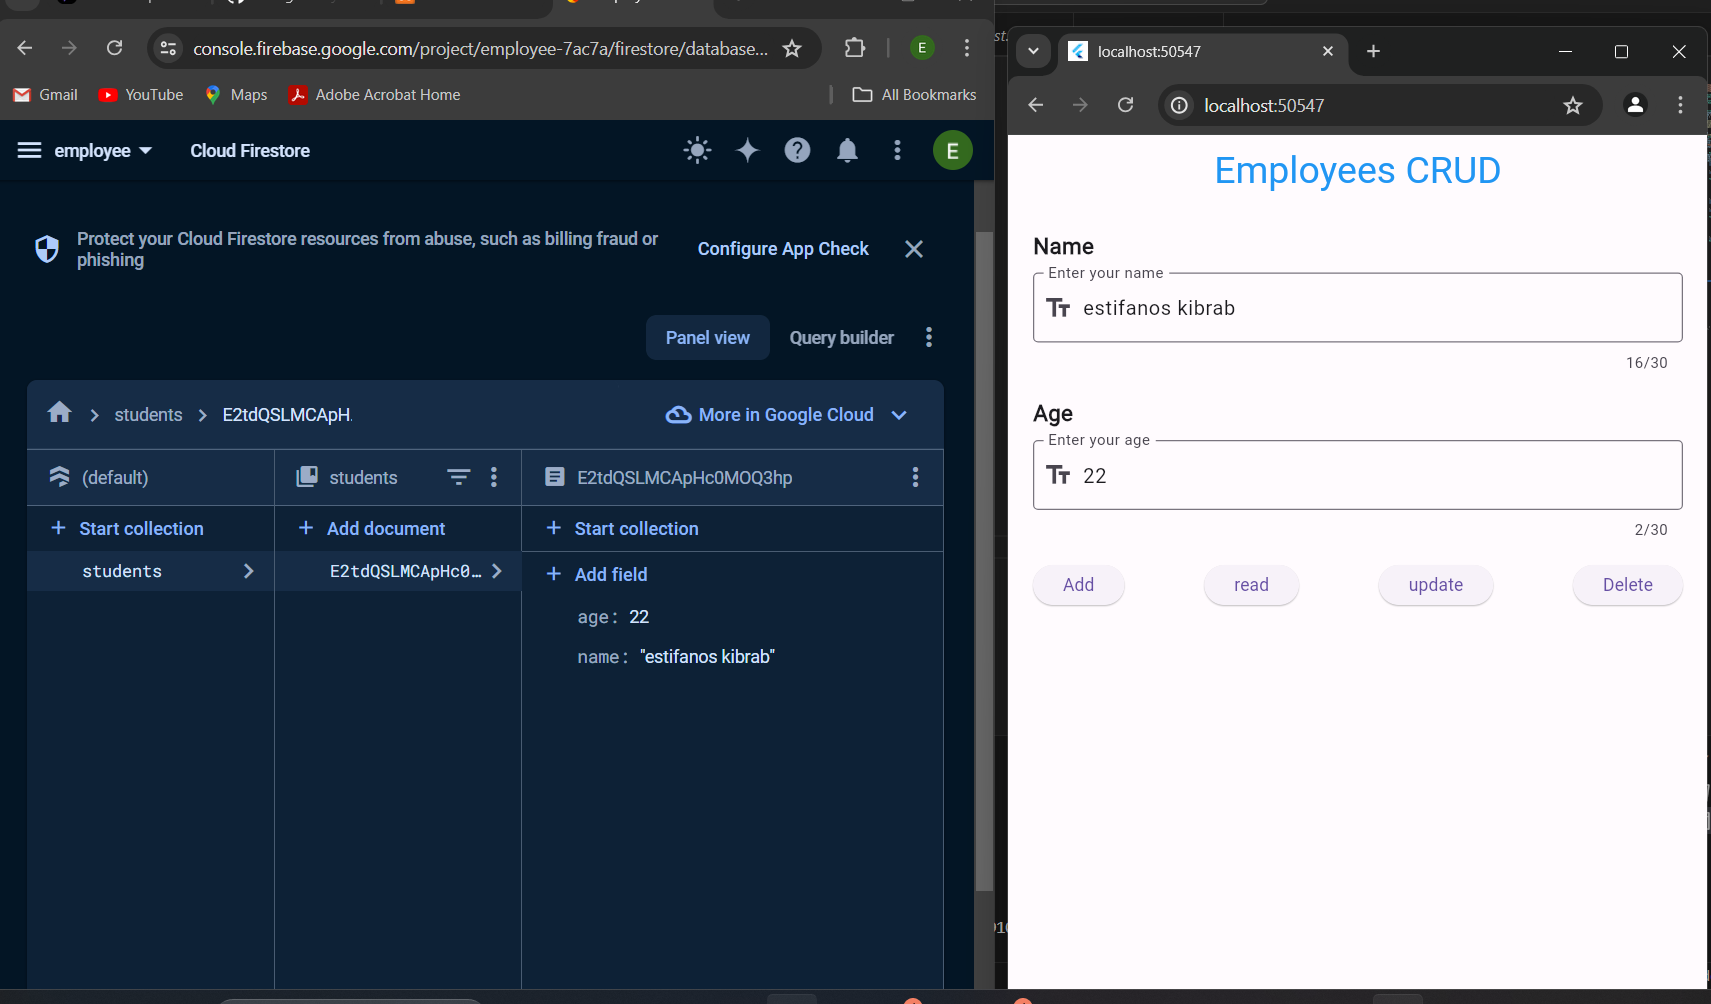 console.firebase.google.com/project/employee-7ac7a/firestore/database...
E
Gmail
YouTube
Maps
Adobe Acrobat Home
All Bookmarks
employee
Cloud Firestore
E
Protect your Cloud Firestore resources from abuse, such as billing fraud or
phishing
Configure App Check
Panel view
Query builder
students
E2tdQSLMCApH.
More in Google Cloud
(default)
students
E2tdQSLMCApHc0MOQ3hp
Start collection
Add document
Start collection
students
E2tdQSLMCApHc0…
Add field
age: 22
name: "estifanos kibrab"
localhost:50547
localhost:50547
Employees CRUD
Name
Enter your name
estifanos kibrab
16/30
Age
Enter your age
22
2/30
Add
read
update
Delete